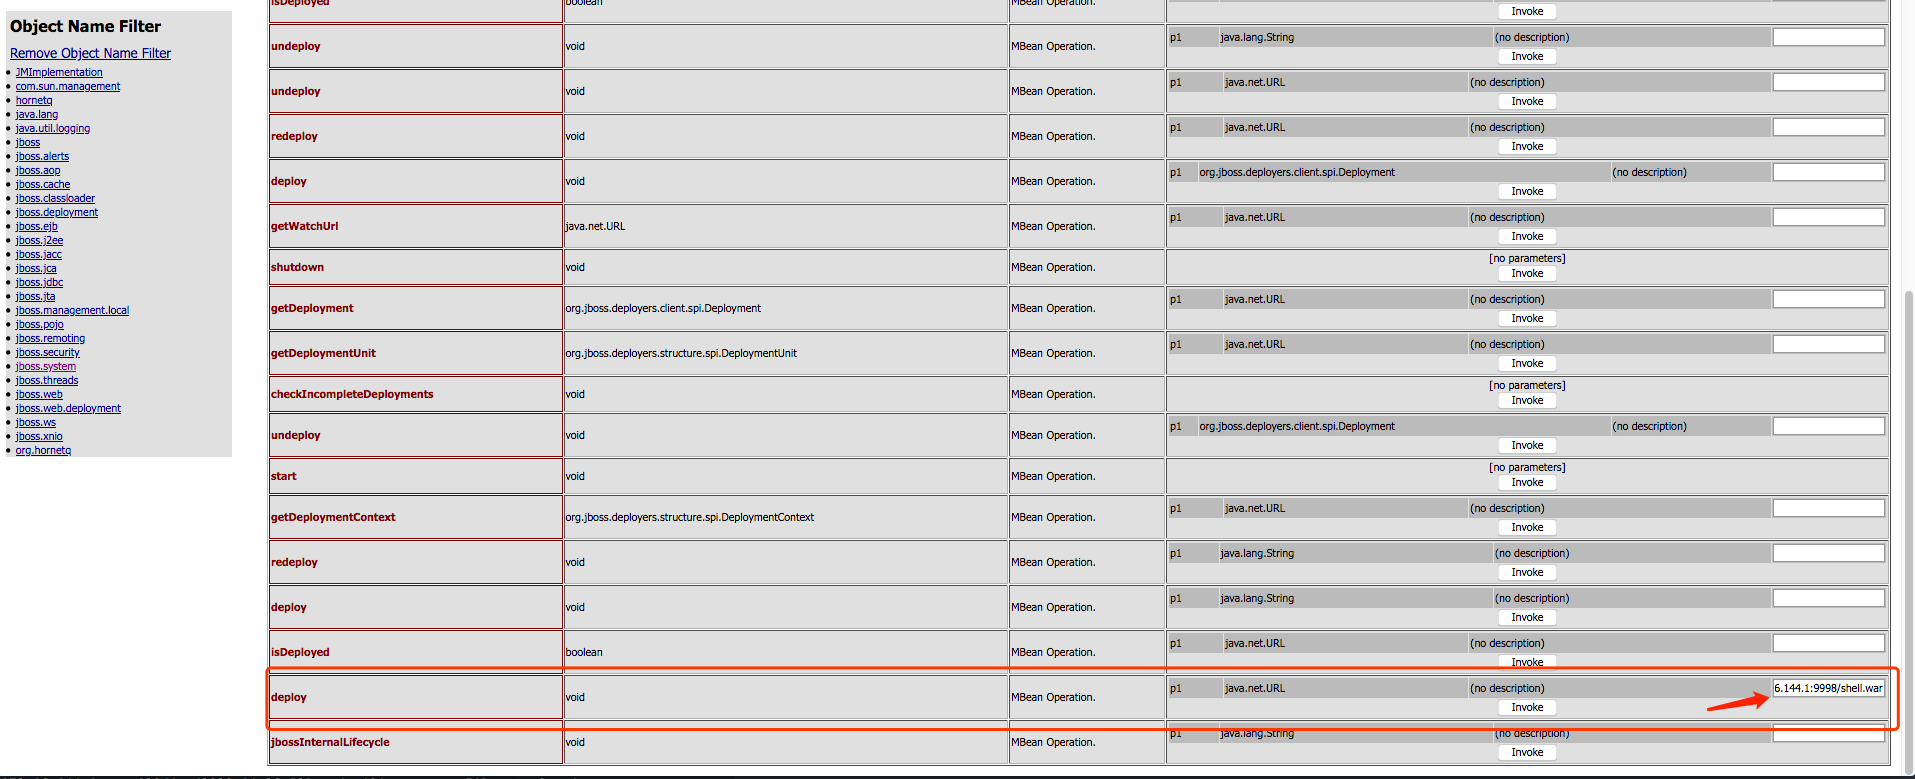 Object Name Filter
Remove Object Name Filter
JMImplementation
com.sun.management
hornetq
java.lang
java.util.logging
jboss
jboss.alerts
jboss.aop
jboss.cache
jboss.classloader
jboss.deployment
jboss.ejb
jboss.j2ee
jboss.jacc
jboss.jca
jboss.jdbc
jboss.jta
jboss.management.local
jboss.pojo
jboss.remoting
jboss.security
jboss.system
jboss.threads
jboss.web
jboss.web.deployment
jboss.ws
jboss.xnio
org.hornetq
isDeployed boolean MBean Operation.
Invoke
undeploy void MBean Operation. p1 java.lang.String (no description)
Invoke
undeploy void MBean Operation. p1 java.net.URL (no description)
Invoke
redeploy void MBean Operation. p1 java.net.URL (no description)
Invoke
deploy void MBean Operation. p1 org.jboss.deployers.client.spi.Deployment (no description)
Invoke
getWatchUrl java.net.URL MBean Operation. p1 java.net.URL (no description)
Invoke
shutdown void MBean Operation. [no parameters]
Invoke
getDeployment org.jboss.deployers.client.spi.Deployment MBean Operation. p1 java.net.URL (no description)
Invoke
getDeploymentUnit org.jboss.deployers.structure.spi.DeploymentUnit MBean Operation. p1 java.net.URL (no description)
Invoke
checkIncompleteDeployments void MBean Operation. [no parameters]
Invoke
undeploy void MBean Operation. p1 org.jboss.deployers.client.spi.Deployment (no description)
Invoke
start void MBean Operation. [no parameters]
Invoke
getDeploymentContext org.jboss.deployers.structure.spi.DeploymentContext MBean Operation. p1 java.net.URL (no description)
Invoke
redeploy void MBean Operation. p1 java.lang.String (no description)
Invoke
deploy void MBean Operation. p1 java.lang.String (no description)
Invoke
isDeployed boolean MBean Operation. p1 java.net.URL (no description)
Invoke
deploy void MBean Operation. p1 java.net.URL (no description) 6.144.1:9998/shell.war
Invoke
jbossInternalLifecycle void MBean Operation. p1 java.lang.String (no description)
Invoke